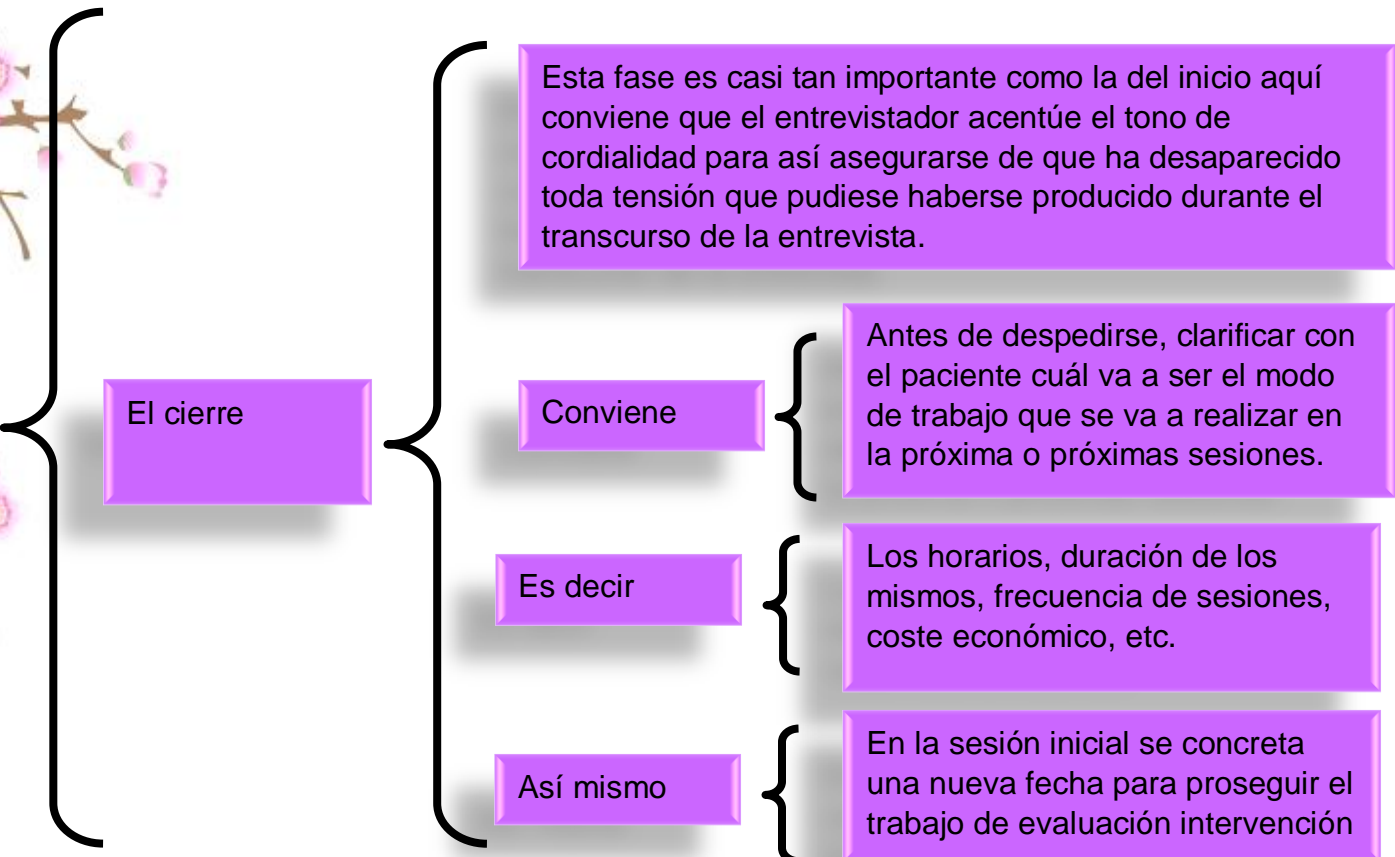 Esta fase es casi tan importante como la del inicio aquí
conviene que el entrevistador acentúe el tono de
cordialidad para así asegurarse de que ha desaparecido
toda tensión que pudiese haberse producido durante el
transcurso de la entrevista.
El cierre
Conviene
Antes de despedirse, clarificar con
el paciente cuál va a ser el modo
de trabajo que se va a realizar en
la próxima o próximas sesiones.
Es decir
Los horarios, duración de los
mismos, frecuencia de sesiones,
coste económico, etc.
Así mismo
En la sesión inicial se concreta
una nueva fecha para proseguir el
trabajo de evaluación intervención